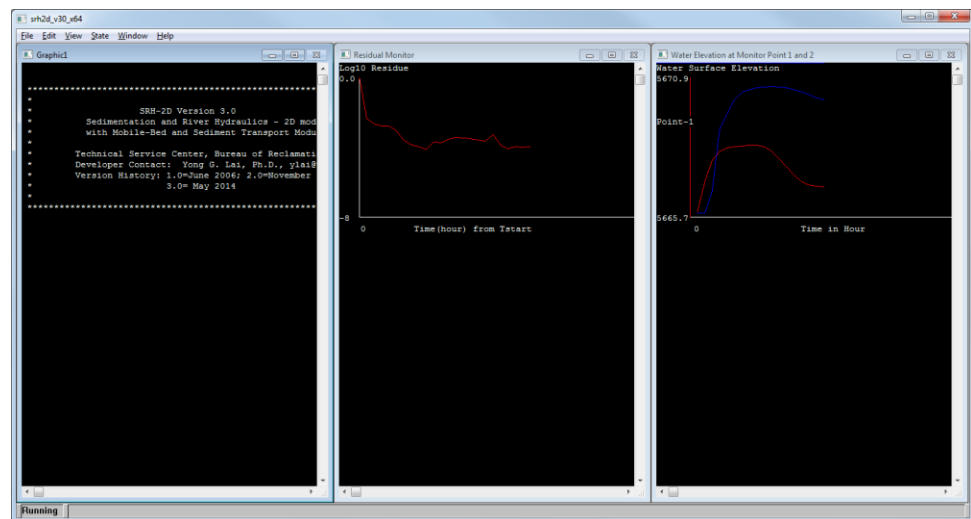 srh2d_v30_x64
File Edit View State Window Help
Graphic1
****************************************************
*
* SRH-2D Version 3.0
* Sedimentation and River Hydraulics - 2D mod
* with Mobile-Bed and Sediment Transport Modu
*
* Technical Service Center, Bureau of Reclamati
* Developer Contact: Yong G. Lai, Ph.D., ylai@
* Version History: 1.0=June 2006; 2.0=November
* 3.0= May 2014
*
****************************************************
Residual Monitor
Log10 Residue
0.0
-8
0 Time(hour) from Tstart
Water Elevation at Monitor Point 1 and 2
Water Surface Elevation
5670.9
Point-1
5665.7
0 Time in Hour
Running